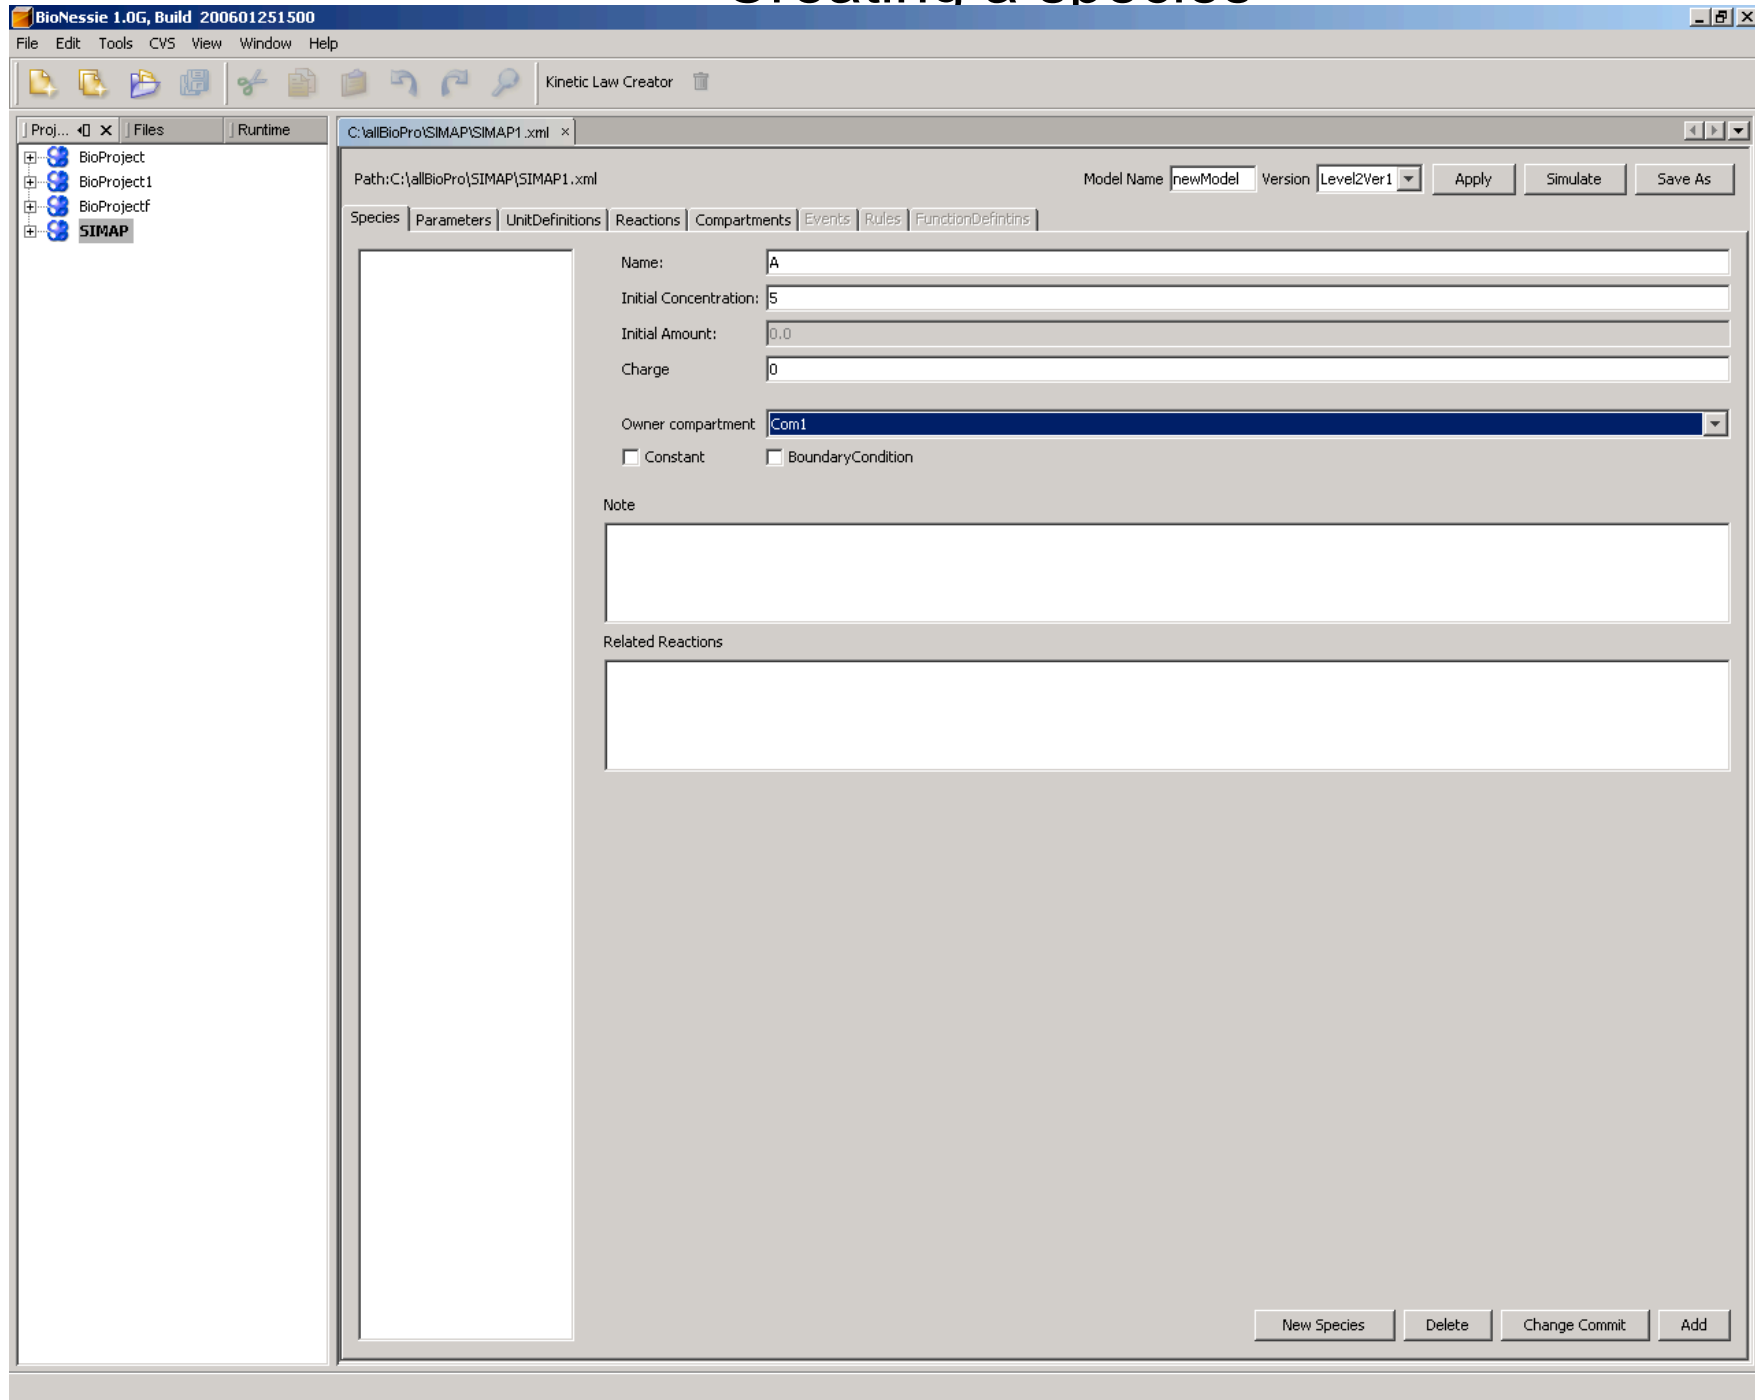 Creating a species
BioNessie 1.0G, Build 200601251500
File Edit Tools CVS View Window Help
Kinetic Law Creator
Proj... Files Runtime
C:\allBioPro\SIMAP\SIMAP1.xml
BioProject
BioProject1
BioProjectf
SIMAP
Path:C:\allBioPro\SIMAP\SIMAP1.xml Model Name newModel Version Level2Ver1 Apply Simulate Save As
Species Parameters UnitDefinitions Reactions Compartments Events Rules FunctionDefintins
Name: A
Initial Concentration: 5
Initial Amount: 0.0
Charge 0
Owner compartment Com1
Constant BoundaryCondition
Note
Related Reactions
New Species Delete Change Commit Add